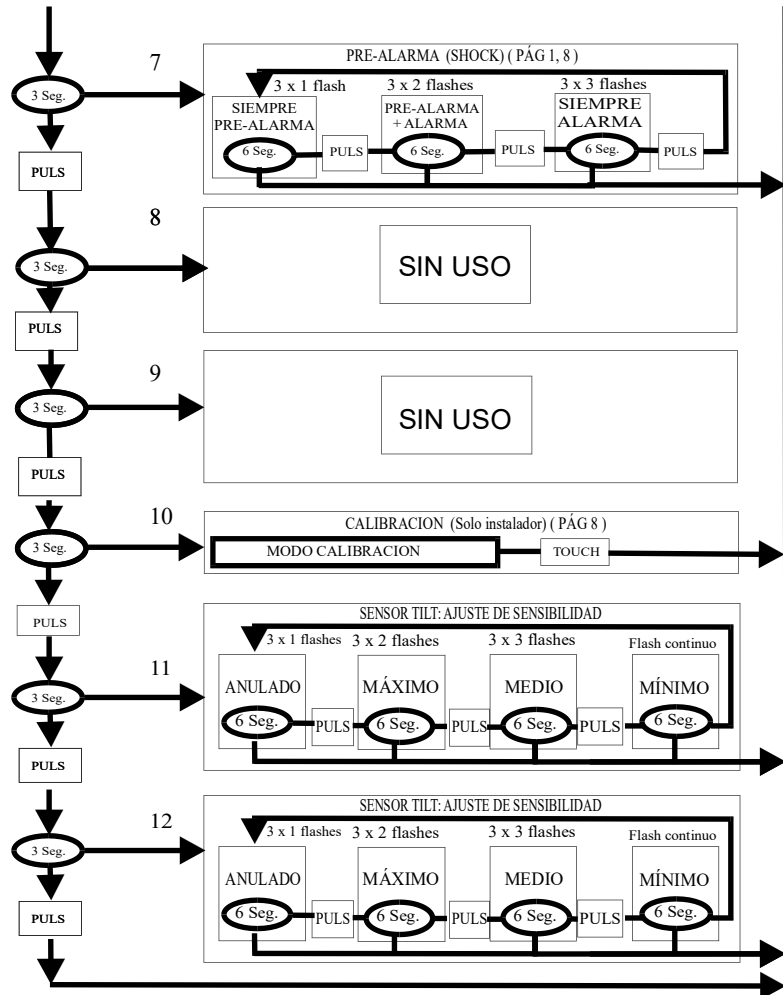 7
PRE-ALARMA (SHOCK) ( PÁG 1, 8 )
3 x 1 flash
3 x 2 flashes
3 x 3 flashes
3 Seg.
SIEMPRE
PRE-ALARMA
6 Seg.
PULS
PRE-ALARMA
+ ALARMA
6 Seg.
PULS
SIEMPRE
ALARMA
6 Seg.
PULS
PULS
8
3 Seg.
SIN USO
PULS
9
3 Seg.
SIN USO
PULS
10
3 Seg.
CALIBRACION (Solo instalador) ( PÁG 8 )
MODO CALIBRACION
TOUCH
PULS
11
3 Seg.
SENSOR TILT: AJUSTE DE SENSIBILIDAD
3 x 1 flashes
3 x 2 flashes
3 x 3 flashes
Flash continuo
ANULADO
6 Seg.
PULS
MÁXIMO
6 Seg.
PULS
MEDIO
6 Seg.
PULS
MÍNIMO
6 Seg.
PULS
12
3 Seg.
SENSOR TILT: AJUSTE DE SENSIBILIDAD
3 x 1 flashes
3 x 2 flashes
3 x 3 flashes
Flash continuo
ANULADO
6 Seg.
PULS
MÁXIMO
6 Seg.
PULS
MEDIO
6 Seg.
PULS
MÍNIMO
6 Seg.
PULS